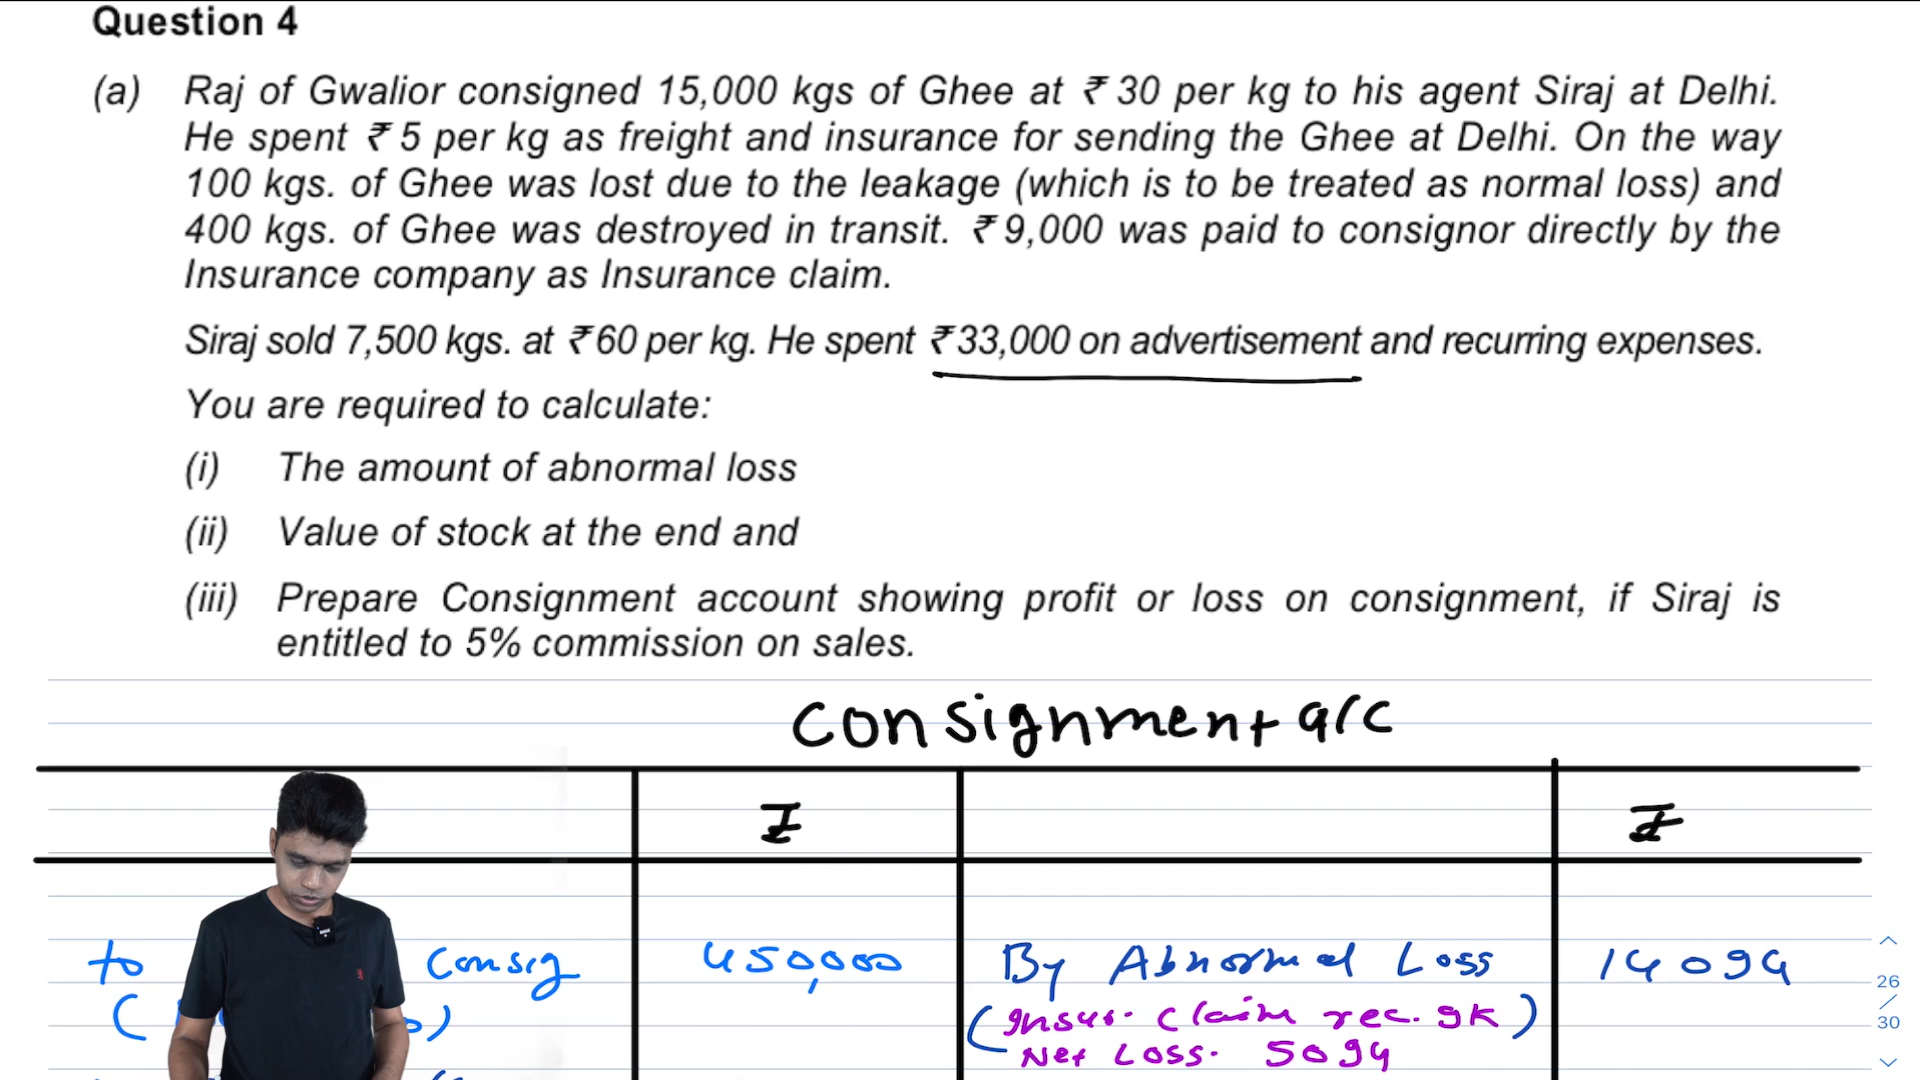 Question 4
(a) Raj of Gwalior consigned 15,000 kgs of Ghee at ₹ 30 per kg to his agent Siraj at Delhi.
He spent ₹ 5 per kg as freight and insurance for sending the Ghee at Delhi. On the way
100 kgs. of Ghee was lost due to the leakage (which is to be treated as normal loss) and
400 kgs. of Ghee was destroyed in transit. ₹ 9,000 was paid to consignor directly by the
Insurance company as Insurance claim.
Siraj sold 7,500 kgs. at ₹ 60 per kg. He spent ₹ 33,000 on advertisement and recurring expenses.
You are required to calculate:
(i) The amount of abnormal loss
(ii) Value of stock at the end and
(iii) Prepare Consignment account showing profit or loss on consignment, if Siraj is
entitled to 5% commission on sales.
Consignment a/c
₹ ₹
to Consig 450,000 By Abnormal Loss 14094
(Insur. Claim rec. 9K)
Net Loss. 5094
26
/
30